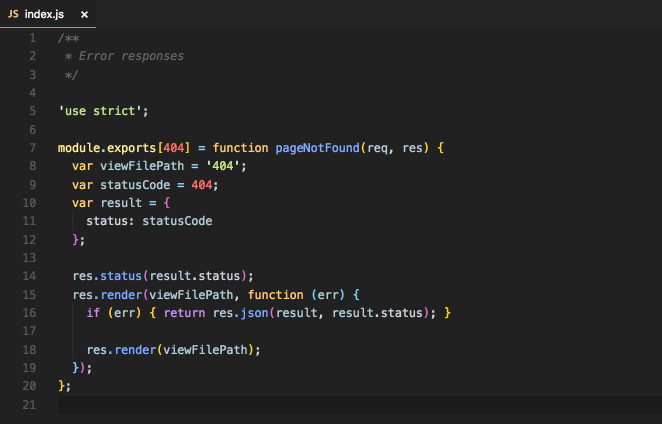 JS index.js ×
1 /**
2  * Error responses
3  */
4
5 'use strict';
6
7 module.exports[404] = function pageNotFound(req, res) {
8   var viewFilePath = '404';
9   var statusCode = 404;
10   var result = {
11     status: statusCode
12   };
13
14   res.status(result.status);
15   res.render(viewFilePath, function (err) {
16     if (err) { return res.json(result, result.status); }
17
18     res.render(viewFilePath);
19   });
20 };
21